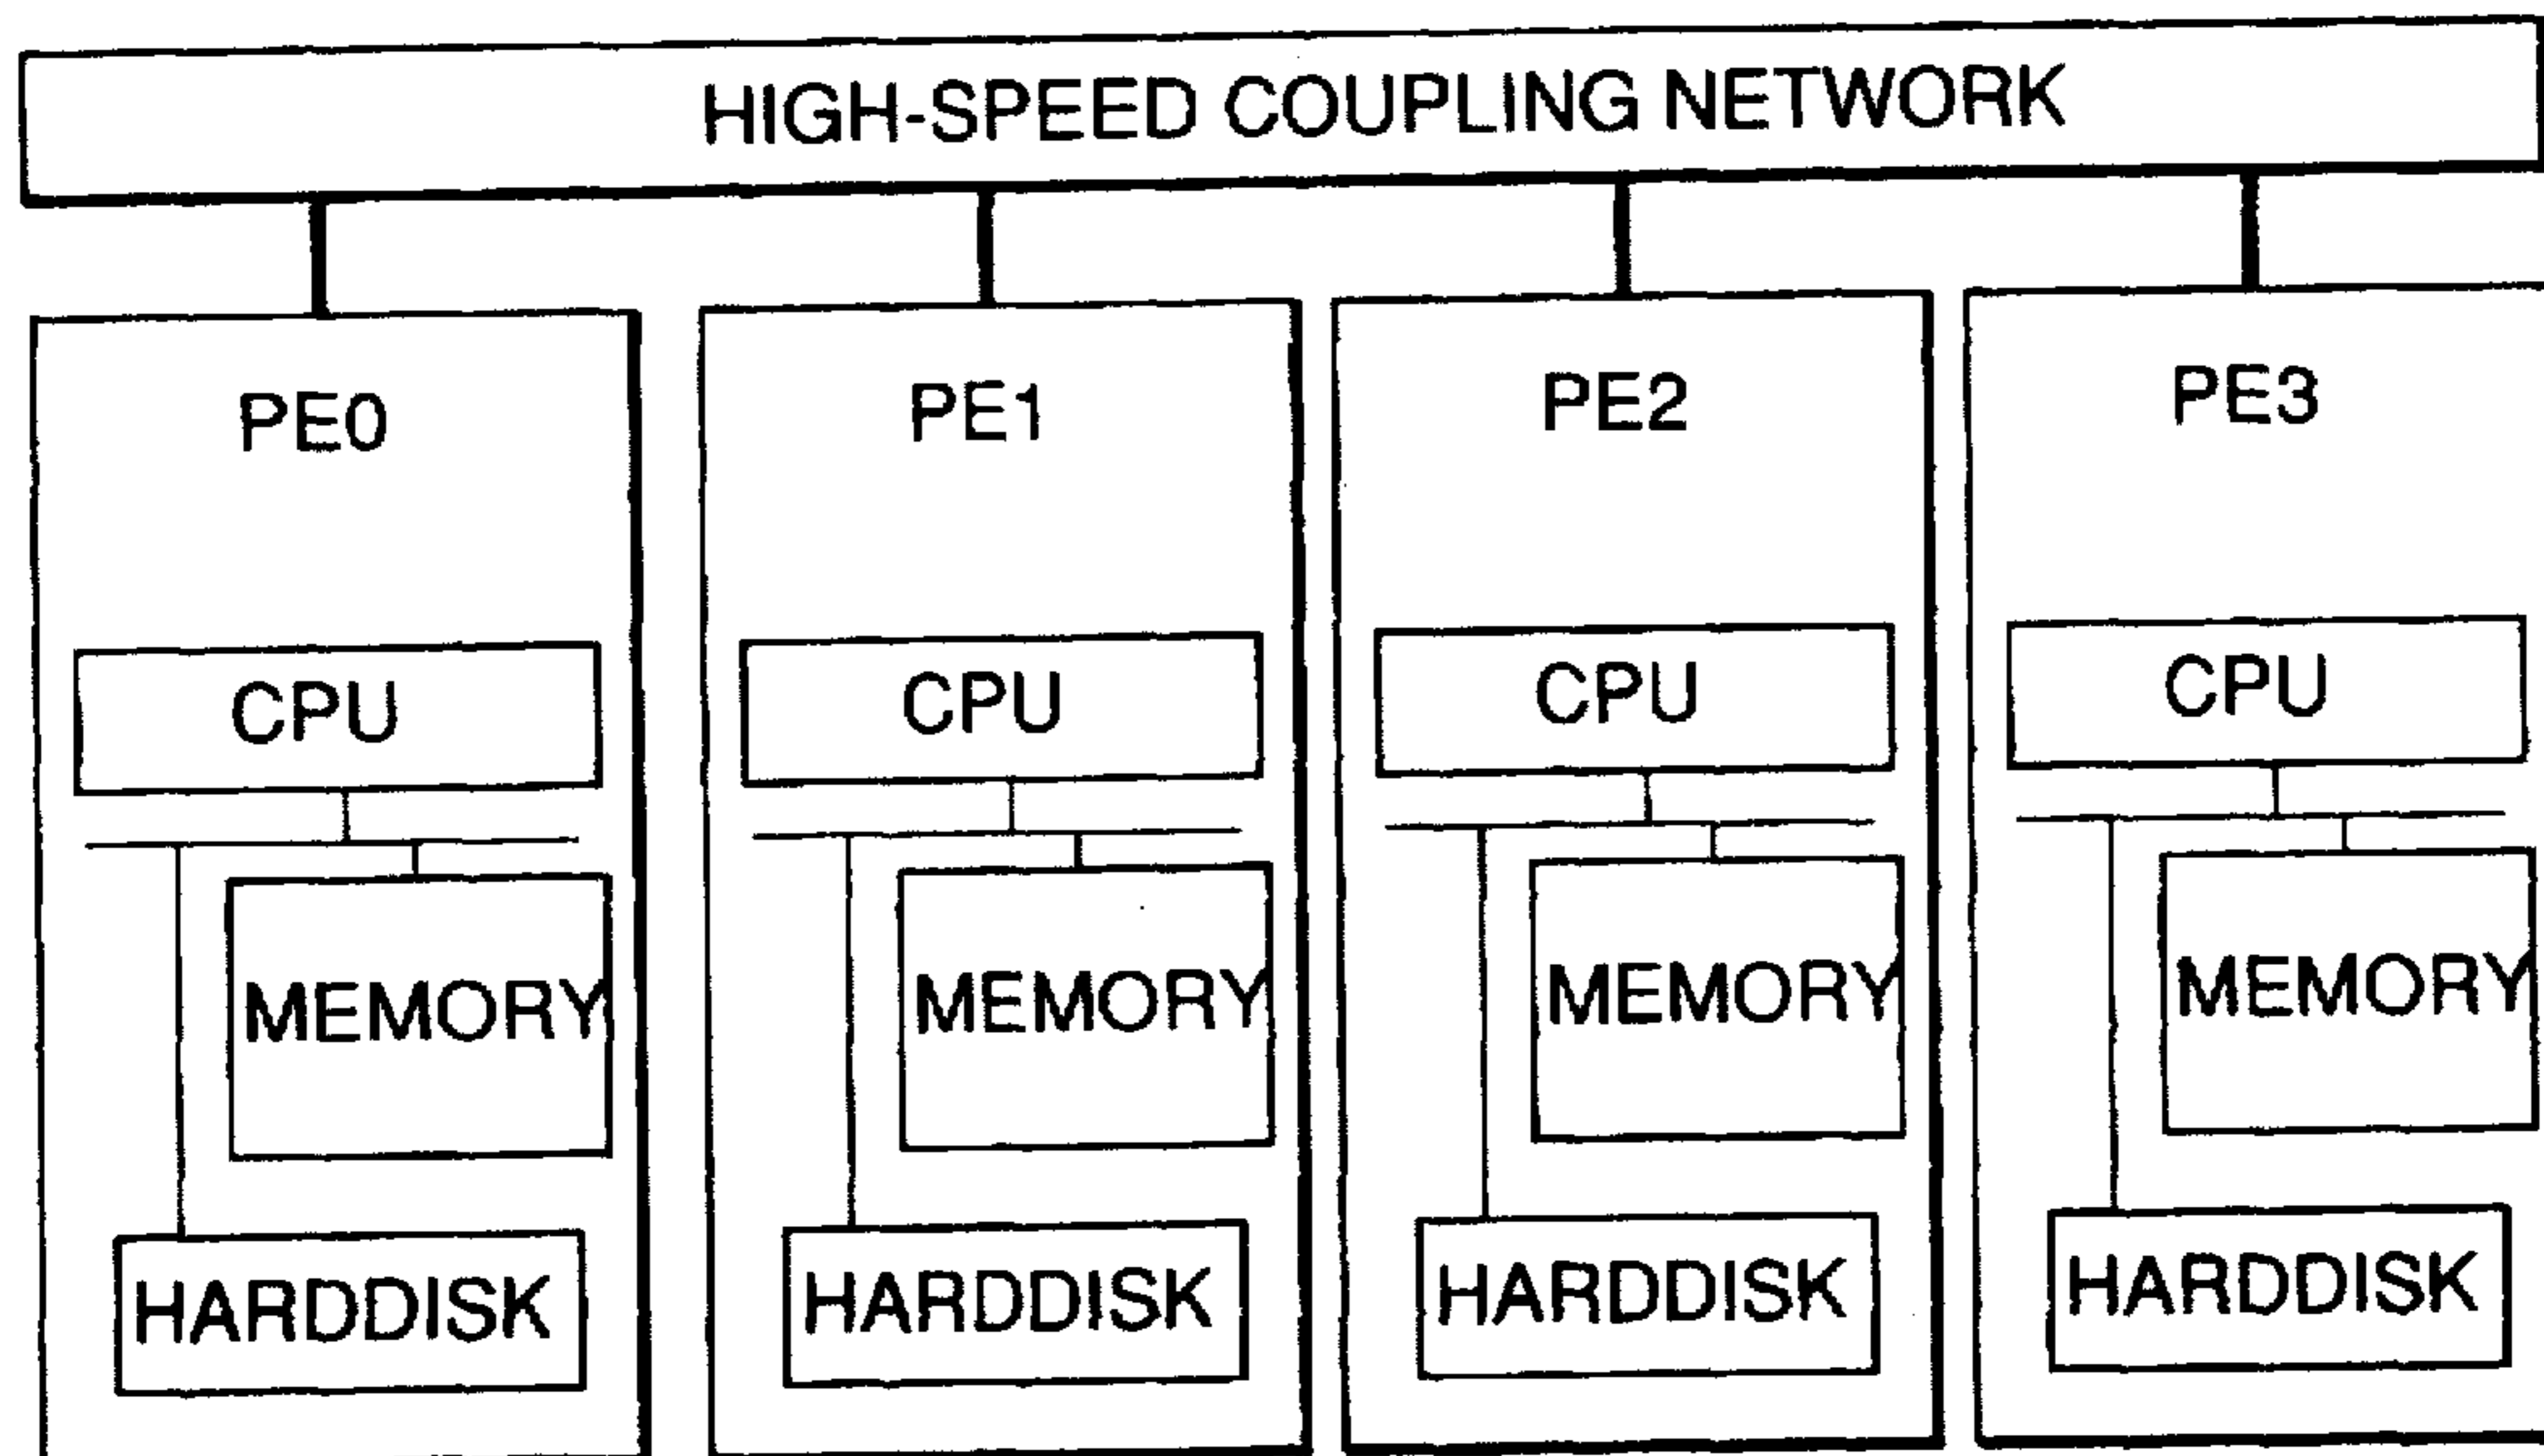 HIGH-SPEED COUPLING NETWORK
PE0
PE1
PE2
PE3
CPU
CPU
CPU
CPU
MEMORY
MEMORY
MEMORY
MEMORY
HARDDISK
HARDDISK
HARDDISK
HARDDISK